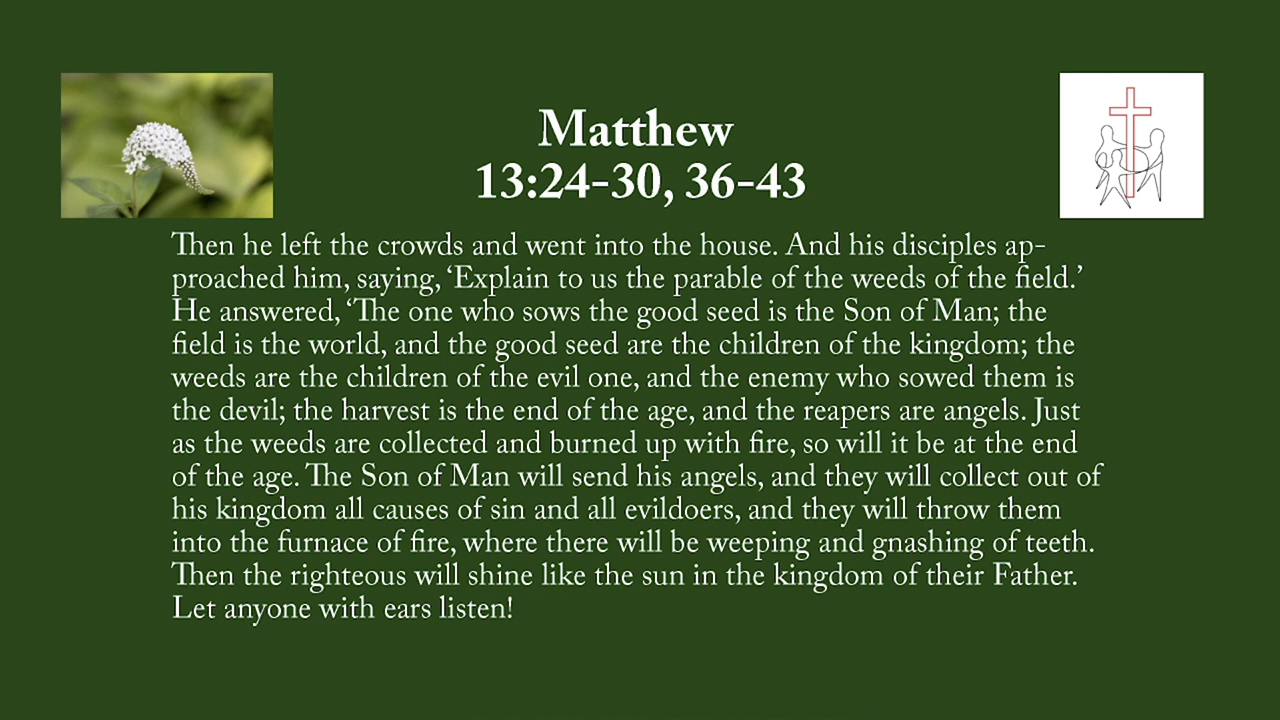 Matthew
13:24-30, 36-43
Then he left the crowds and went into the house. And his disciples ap-
proached him, saying, ‘Explain to us the parable of the weeds of the field.’
He answered, ‘The one who sows the good seed is the Son of Man; the
field is the world, and the good seed are the children of the kingdom; the
weeds are the children of the evil one, and the enemy who sowed them is
the devil; the harvest is the end of the age, and the reapers are angels. Just
as the weeds are collected and burned up with fire, so will it be at the end
of the age. The Son of Man will send his angels, and they will collect out of
his kingdom all causes of sin and all evildoers, and they will throw them
into the furnace of fire, where there will be weeping and gnashing of teeth.
Then the righteous will shine like the sun in the kingdom of their Father.
Let anyone with ears listen!